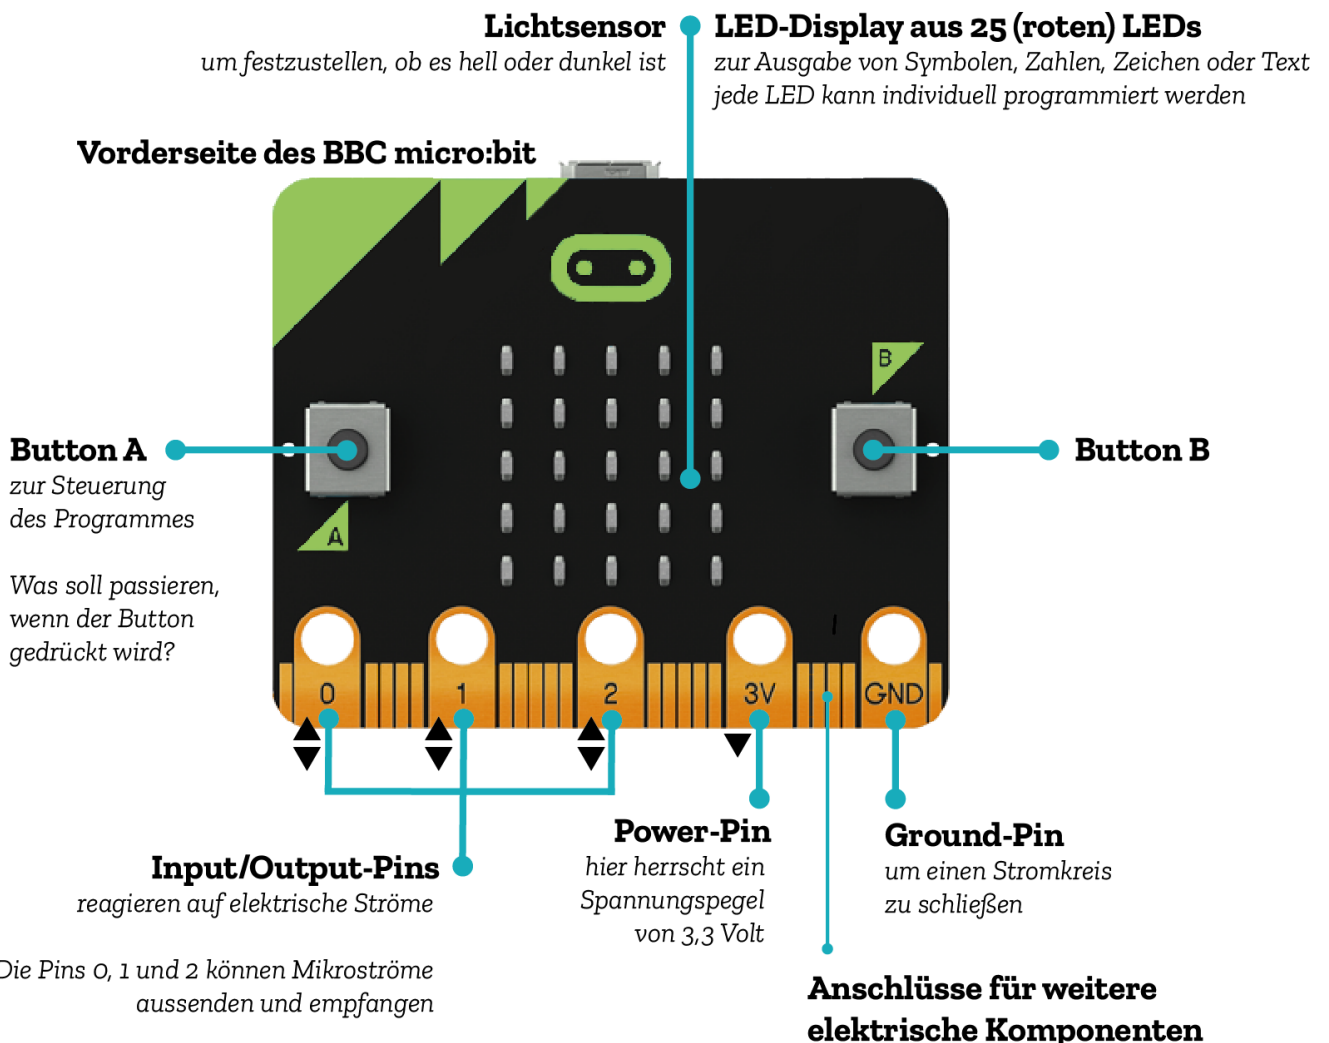 Lichtsensor
um festzustellen, ob es hell oder dunkel ist
LED-Display aus 25 (roten) LEDs
zur Ausgabe von Symbolen, Zahlen, Zeichen oder Text
jede LED kann individuell programmiert werden
Vorderseite des BBC micro:bit
B
Button A
zur Steuerung
des Programmes
Was soll passieren,
wenn der Button
gedrückt wird?
A
Button B
0
1
2
3V
GND
Input/Output-Pins
reagieren auf elektrische Ströme
Die Pins 0, 1 und 2 können Mikroströme
aussenden und empfangen
Power-Pin
hier herrscht ein
Spannungspegel
von 3,3 Volt
Ground-Pin
um einen Stromkreis
zu schließen
Anschlüsse für weitere
elektrische Komponenten